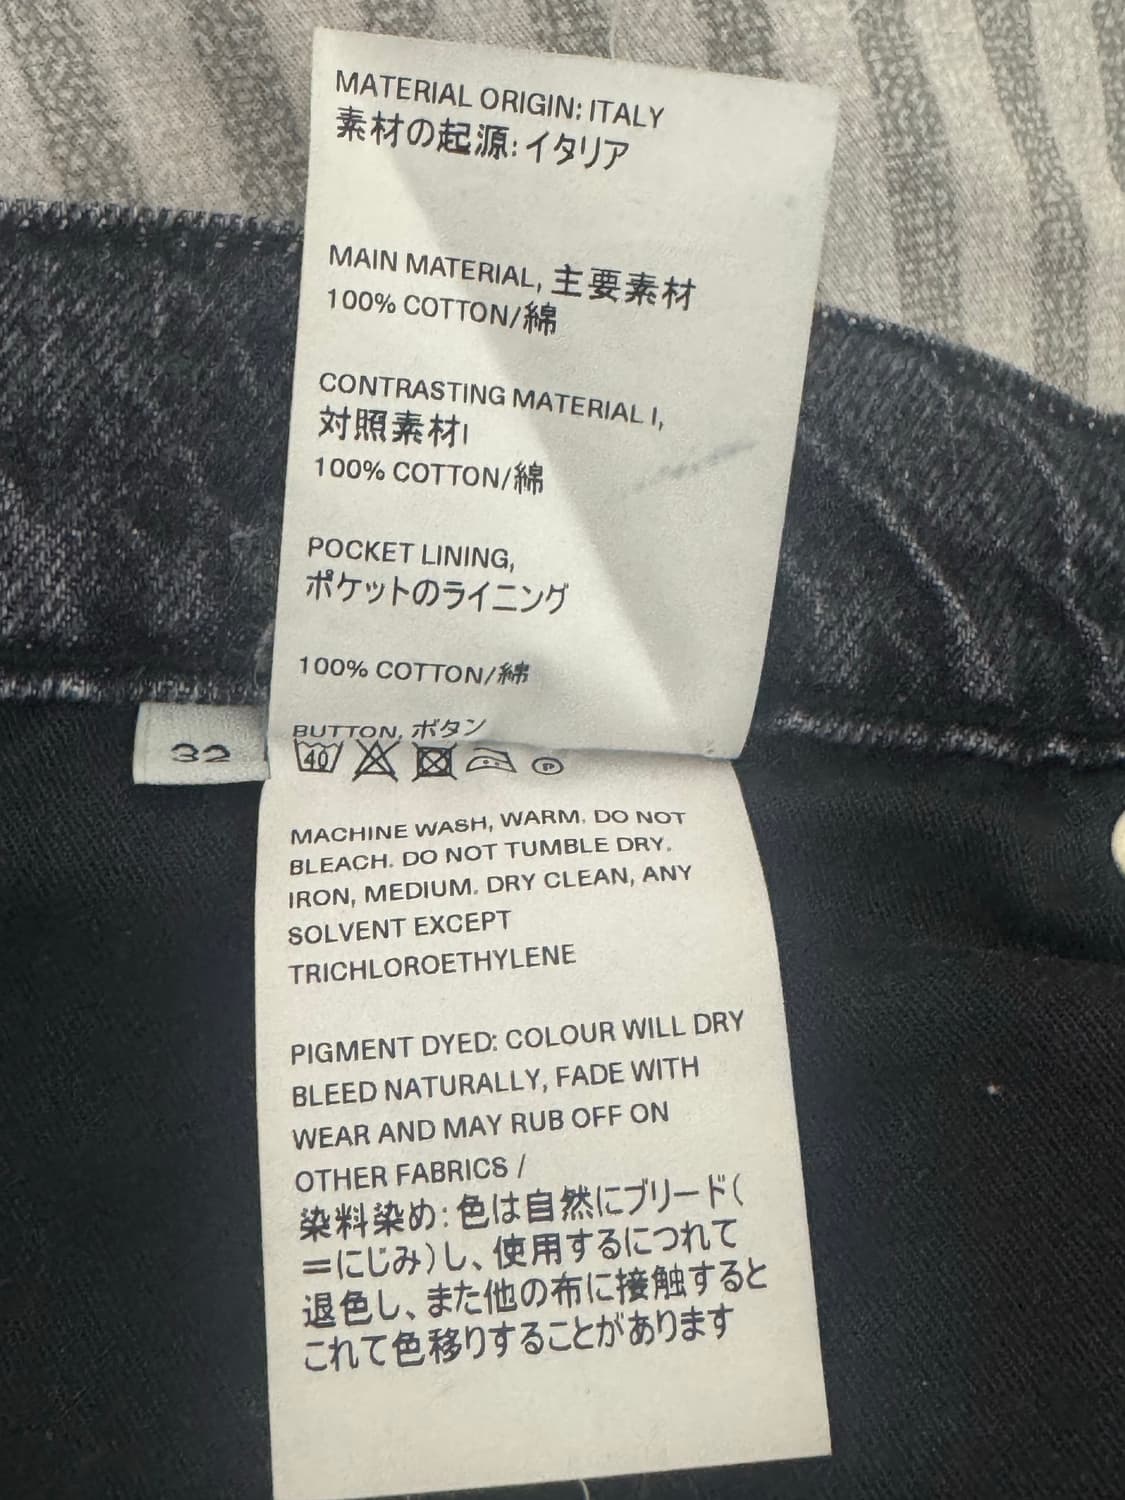 MATERIAL ORIGIN: ITALY
素材の起源: イタリア
MAIN MATERIAL, 主要素材
100% COTTON/綿
CONTRASTING MATERIAL I,
対照素材I
100% COTTON/綿
POCKET LINING,
ポケットのライニング
100% COTTON/綿
BUTTON, ボタン
32
40
P
MACHINE WASH, WARM. DO NOT
BLEACH. DO NOT TUMBLE DRY.
IRON, MEDIUM. DRY CLEAN, ANY
SOLVENT EXCEPT
TRICHLOROETHYLENE
PIGMENT DYED: COLOUR WILL DRY
BLEED NATURALLY, FADE WITH
WEAR AND MAY RUB OFF ON
OTHER FABRICS /
染料染め: 色は自然にブリード(
=にじみ)し、使用するにつれて
退色し、また他の布に接触すると
これて色移りすることがあります